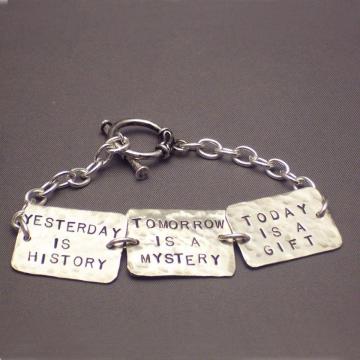 YESTERDAY
IS
HISTORY
TOMORROW
IS A
MYSTERY
TODAY
IS A
GIFT